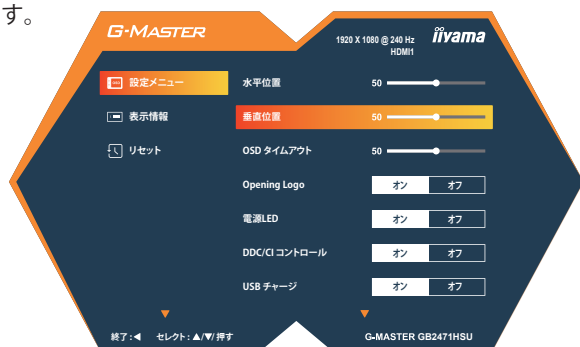 す。
G-MASTER
1920 X 1080 @ 240 Hz
HDMI1
iiyama
設定メニュー
表示情報
リセット
水平位置 50
垂直位置 50
OSD タイムアウト 50
Opening Logo オン オフ
電源LED オン オフ
DDC/CI コントロール オン オフ
USB チャージ オン オフ
終了 : ◀ セレクト : ▲/▼/ 押す
G-MASTER GB2471HSU